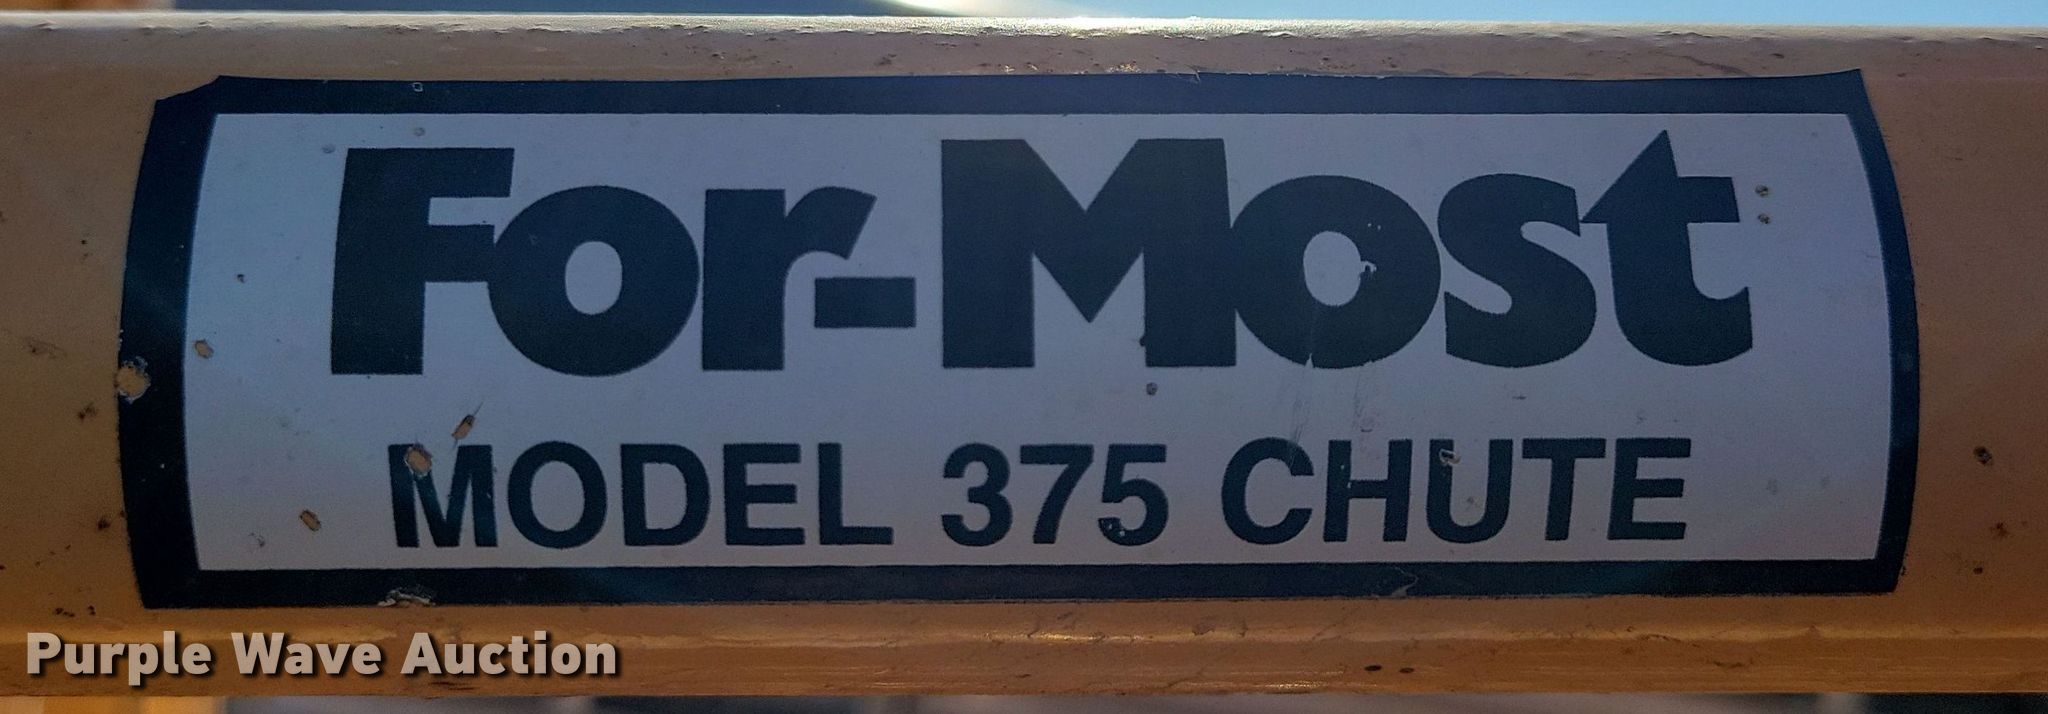 For-Most
MODEL 375 CHUTE
Purple Wave Auction